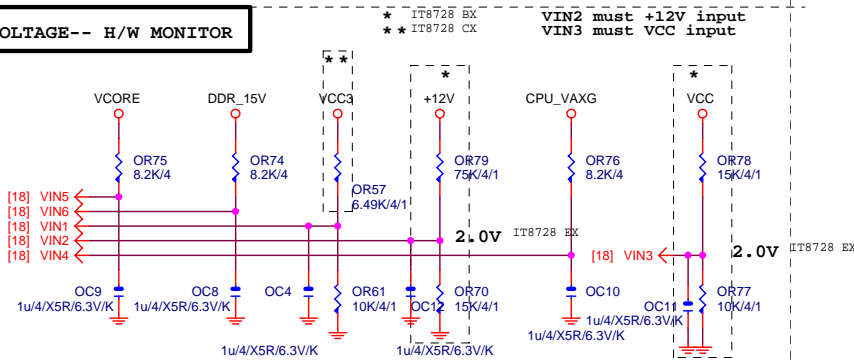 OLTAGE-- H/W MONITOR
* IT8728 BX
** IT8728 CX
VIN2 must +12V input
VIN3 must VCC input
**
*
*
VCORE
DDR_15V
VCC3
+12V
CPU_VAXG
VCC
OR75
8.2K/4
OR74
8.2K/4
OR57
6.49K/4/1
OR79
75K/4/1
OR76
8.2K/4
OR78
15K/4/1
[18] VIN5
[18] VIN6
[18] VIN1
[18] VIN2
[18] VIN4
2.0V IT8728 EX
[18] VIN3
2.0V IT8728 EX
OC9
1u/4/X5R/6.3V/K
OC8
1u/4/X5R/6.3V/K
OC4
1u/4/X5R/6.3V/K
OR61
10K/4/1
OC12
1u/4/X5R/6.3V/K
OR70
15K/4/1
OC10
1u/4/X5R/6.3V/K
OC11
1u/4/X5R/6.3V/K
OR77
10K/4/1